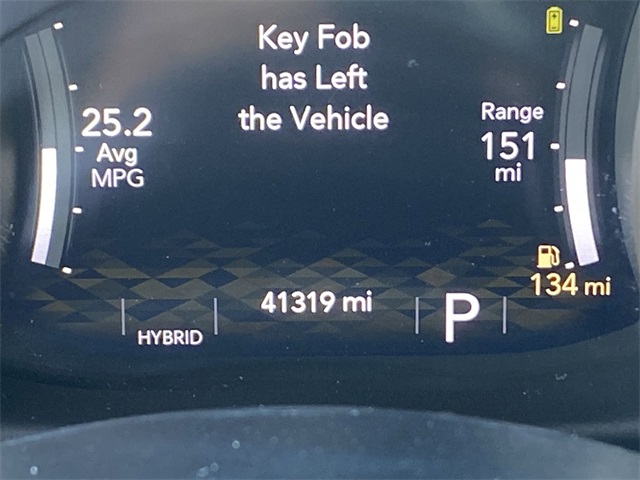 Key Fob
has Left
the Vehicle
25.2
Avg
MPG
Range
151
mi
134 mi
41319 mi
HYBRID
P